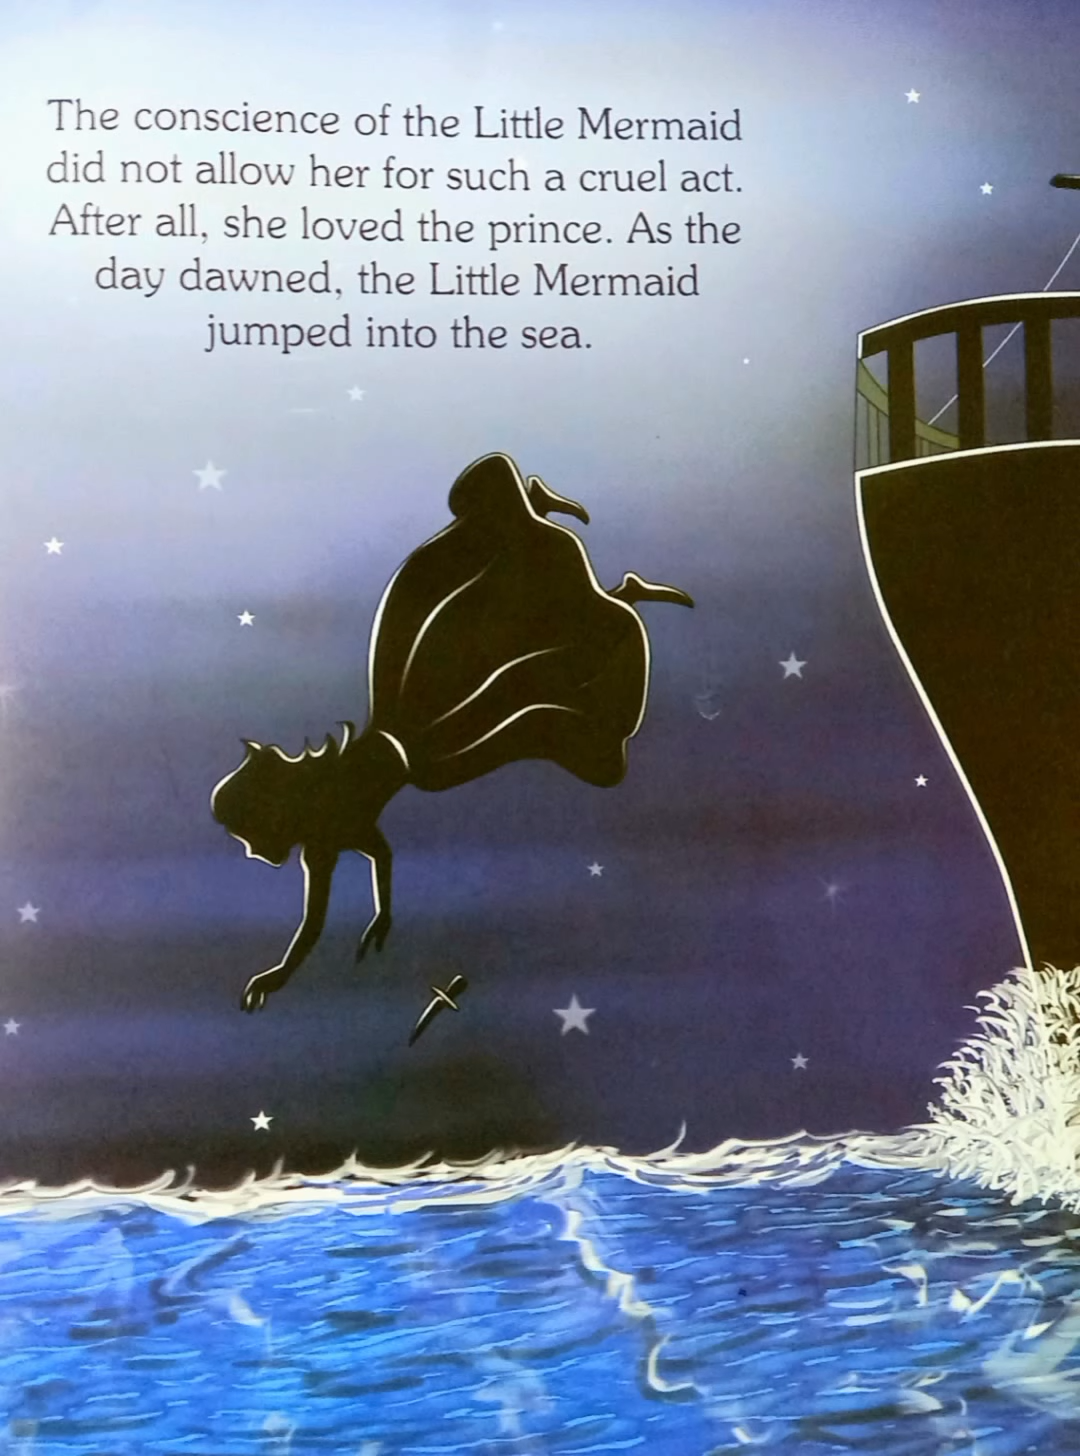 The conscience of the Little Mermaid
did not allow her for such a cruel act.
After all, she loved the prince. As the
day dawned, the Little Mermaid
jumped into the sea.